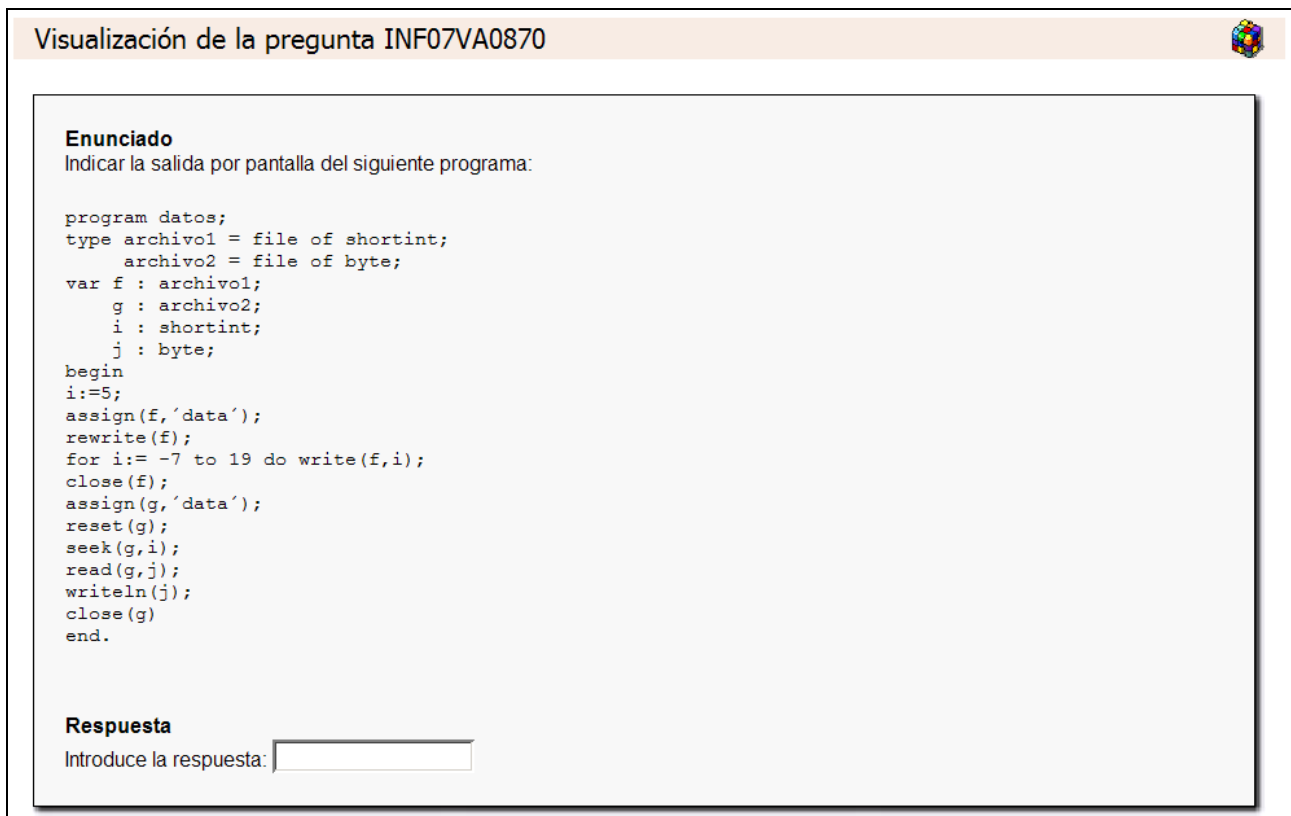 Visualización de la pregunta INF07VA0870
Enunciado
Indicar la salida por pantalla del siguiente programa:
program datos;
type archivo1 = file of shortint;
     archivo2 = file of byte;
var f : archivo1;
    g : archivo2;
    i : shortint;
    j : byte;
begin
i:=5;
assign(f,´data´);
rewrite(f);
for i:= -7 to 19 do write(f,i);
close(f);
assign(g,´data´);
reset(g);
seek(g,i);
read(g,j);
writeln(j);
close(g)
end.
Respuesta
Introduce la respuesta: